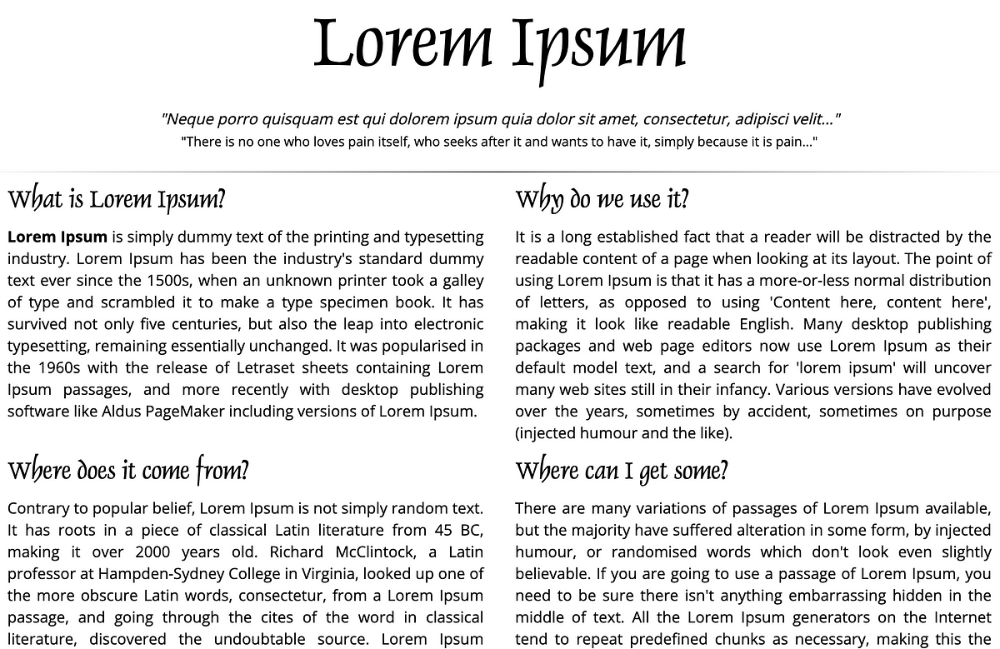 Lorem Ipsum
"Neque porro quisquam est qui dolorem ipsum quia dolor sit amet, consectetur, adipisci velit..."
"There is no one who loves pain itself, who seeks after it and wants to have it, simply because it is pain..."
What is Lorem Ipsum?
Lorem Ipsum is simply dummy text of the printing and typesetting
industry. Lorem Ipsum has been the industry's standard dummy
text ever since the 1500s, when an unknown printer took a galley
of type and scrambled it to make a type specimen book. It has
survived not only five centuries, but also the leap into electronic
typesetting, remaining essentially unchanged. It was popularised in
the 1960s with the release of Letraset sheets containing Lorem
Ipsum passages, and more recently with desktop publishing
software like Aldus PageMaker including versions of Lorem Ipsum.
Why do we use it?
It is a long established fact that a reader will be distracted by the
readable content of a page when looking at its layout. The point of
using Lorem Ipsum is that it has a more-or-less normal distribution
of letters, as opposed to using 'Content here, content here',
making it look like readable English. Many desktop publishing
packages and web page editors now use Lorem Ipsum as their
default model text, and a search for 'lorem ipsum' will uncover
many web sites still in their infancy. Various versions have evolved
over the years, sometimes by accident, sometimes on purpose
(injected humour and the like).
Where does it come from?
Contrary to popular belief, Lorem Ipsum is not simply random text.
It has roots in a piece of classical Latin literature from 45 BC,
making it over 2000 years old. Richard McClintock, a Latin
professor at Hampden-Sydney College in Virginia, looked up one of
the more obscure Latin words, consectetur, from a Lorem Ipsum
passage, and going through the cites of the word in classical
literature, discovered the undoubtable source. Lorem Ipsum
Where can I get some?
There are many variations of passages of Lorem Ipsum available,
but the majority have suffered alteration in some form, by injected
humour, or randomised words which don't look even slightly
believable. If you are going to use a passage of Lorem Ipsum, you
need to be sure there isn't anything embarrassing hidden in the
middle of text. All the Lorem Ipsum generators on the Internet
tend to repeat predefined chunks as necessary, making this the